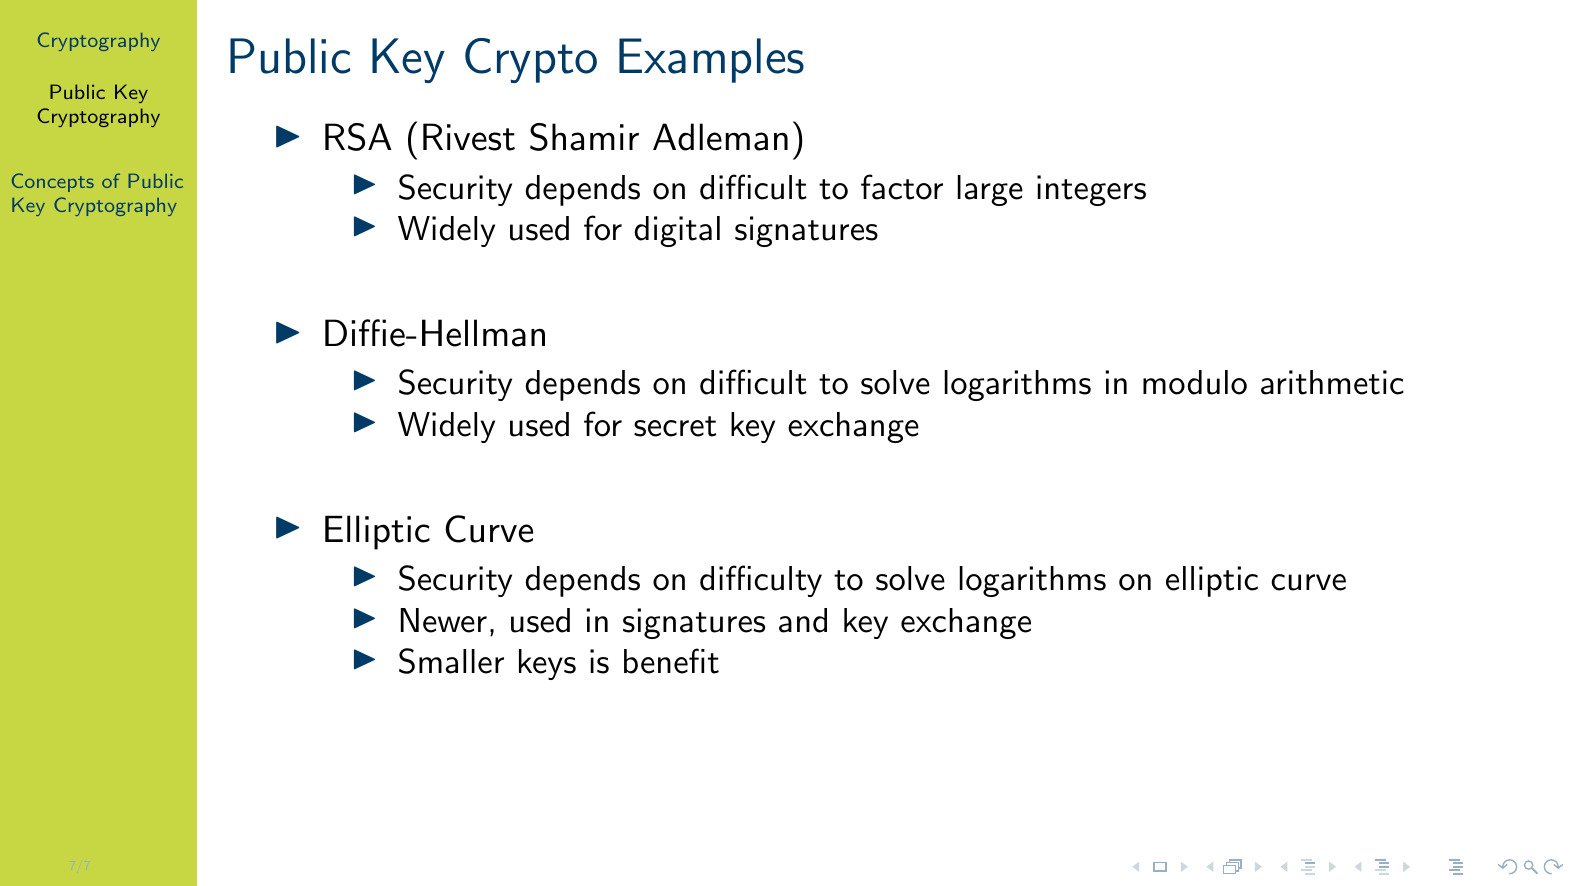 Cryptography
Public Key
Cryptography
Concepts of Public
Key Cryptography
7/7
Public Key Crypto Examples
RSA (Rivest Shamir Adleman)
Security depends on difficult to factor large integers
Widely used for digital signatures
Diffie-Hellman
Security depends on difficult to solve logarithms in modulo arithmetic
Widely used for secret key exchange
Elliptic Curve
Security depends on difficulty to solve logarithms on elliptic curve
Newer, used in signatures and key exchange
Smaller keys is benefit